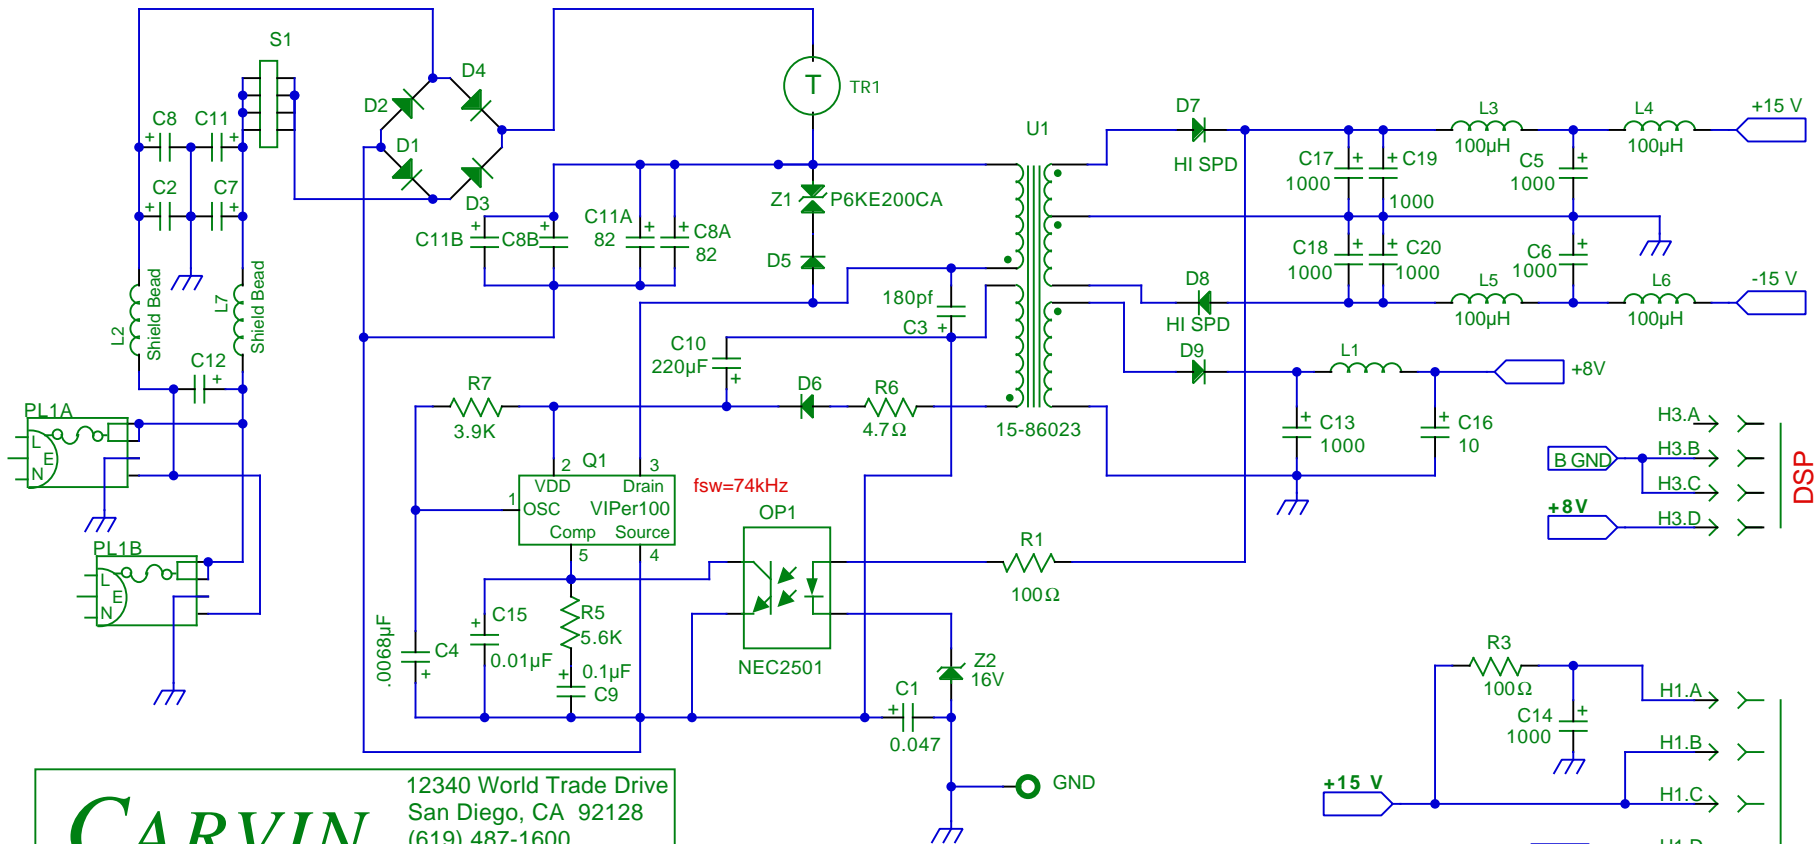 S1
D4
D2
D1
D3
C8
C11
C2
C7
L2
Shield Bead
L7
Shield Bead
C12
PL1A
L
E
N
PL1B
L
E
N
T
TR1
C11B
C8B
C11A
82
C8A
82
Z1
P6KE200CA
D5
180pf
C3
C10
220µF
R7
3.9K
D6
R6
4.7Ω
U1
15-86023
Q1
2
3
VDD
Drain
1
OSC
VIPer100
Comp
Source
5
4
fsw=74kHz
OP1
NEC2501
R1
100Ω
.0068µF
C4
C15
0.01µF
R5
5.6K
0.1µF
C9
Z2
16V
C1
0.047
GND
D7
HI SPD
D8
HI SPD
D9
C17
1000
C19
1000
C18
1000
C20
1000
L3
100µH
L4
100µH
C5
1000
C6
1000
L5
100µH
L6
100µH
+15 V
-15 V
L1
+8V
C13
1000
C16
10
H3.A
H3.B
H3.C
H3.D
B GND
+8V
DSP
R3
100Ω
C14
1000
H1.A
H1.B
H1.C
+15 V
CARVIN
12340 World Trade Drive
San Diego, CA 92128
(619) 487-1600